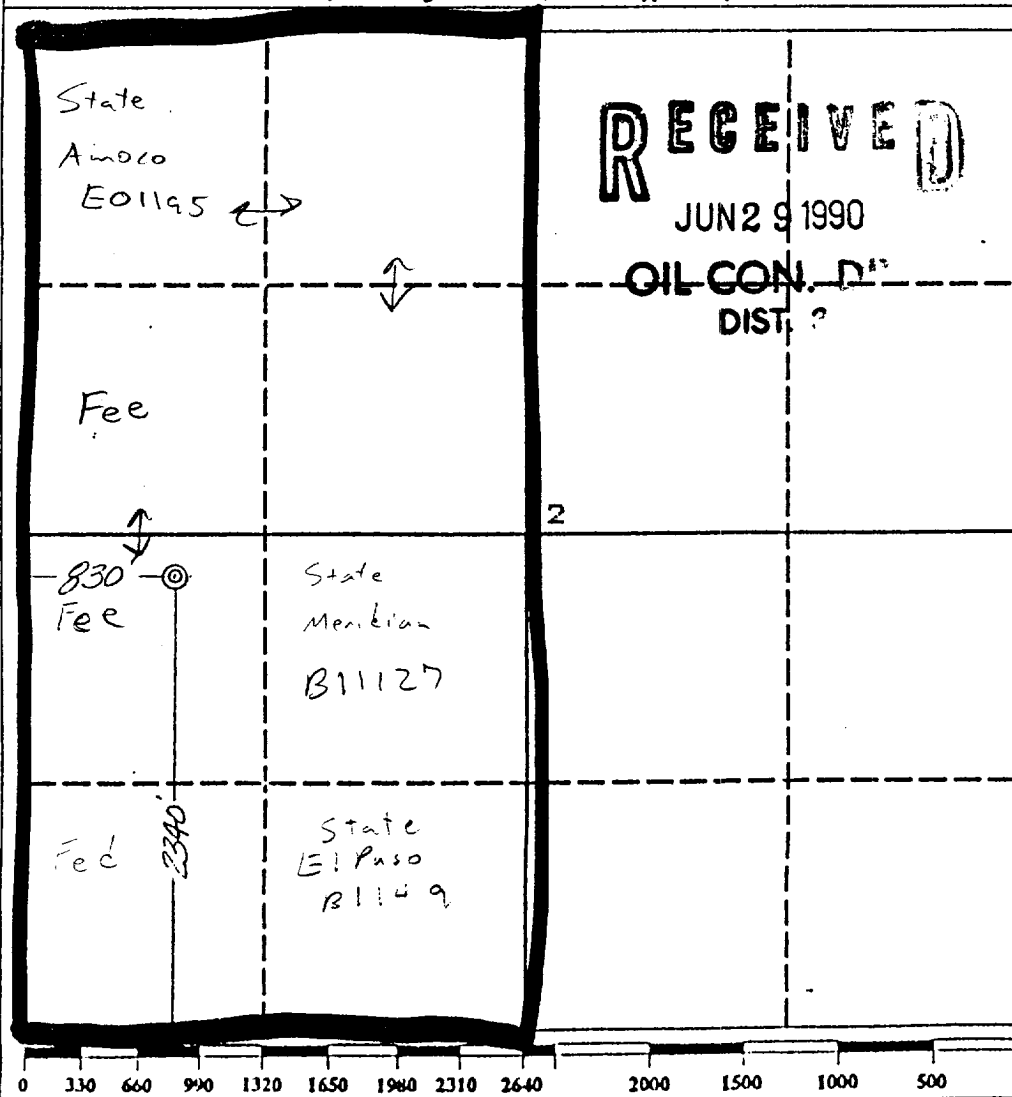 State
Amoco
E01195
RECEIVED
JUN 29 1990
OIL CON.
DIST.
Fee
2
830'
Fee
State
Meridian
B11127
Fed
2340'
State
El Paso
0 330 660 990 1320 1650 1980 2310 2640 2000 1500 1000 500